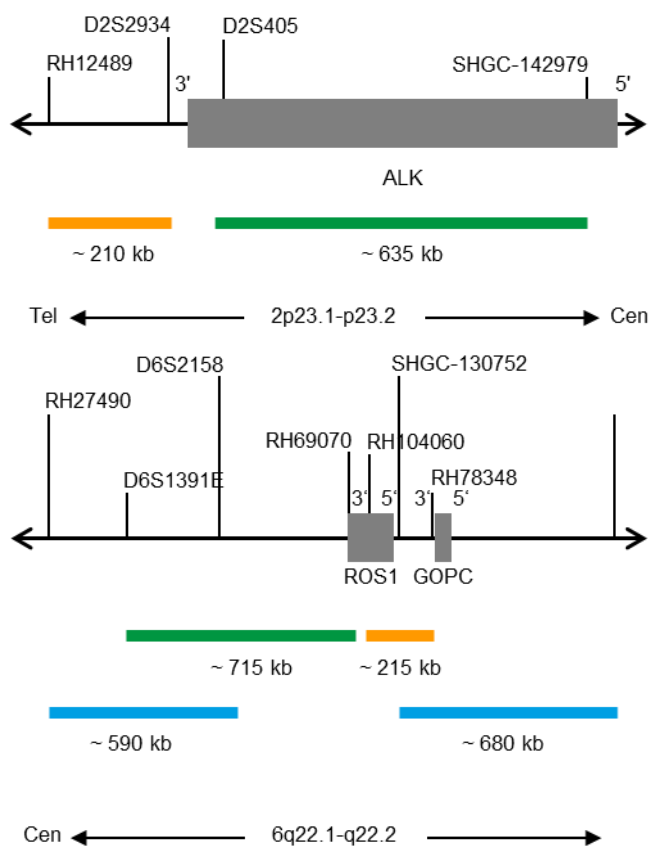 D2S2934
D2S405
RH12489
SHGC-142979
3'
5'
ALK
~ 210 kb
~ 635 kb
Tel
2p23.1-p23.2
Cen
D6S2158
SHGC-130752
RH27490
RH69070
RH104060
D6S1391E
RH78348
3‘
5‘
3‘
5‘
ROS1
GOPC
~ 715 kb
~ 215 kb
~ 590 kb
~ 680 kb
Cen
6q22.1-q22.2